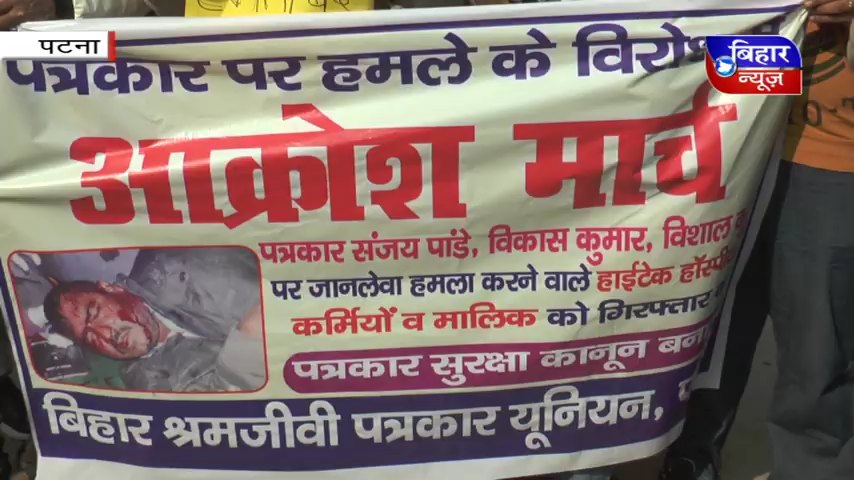 पटना
बिहार
न्यूज़
पत्रकार पर हमले के
आक्रोश मार्च
पत्रकार संजय पांडे, विकास कुमार, विशाल
पर जानलेवा हमला करने वाले हाईटेक
कर्मियों व मालिक को गिरफ्तार
पत्रकार सुरक्षा कानून
बिहार श्रमजीवी पत्रकार यूनियन,